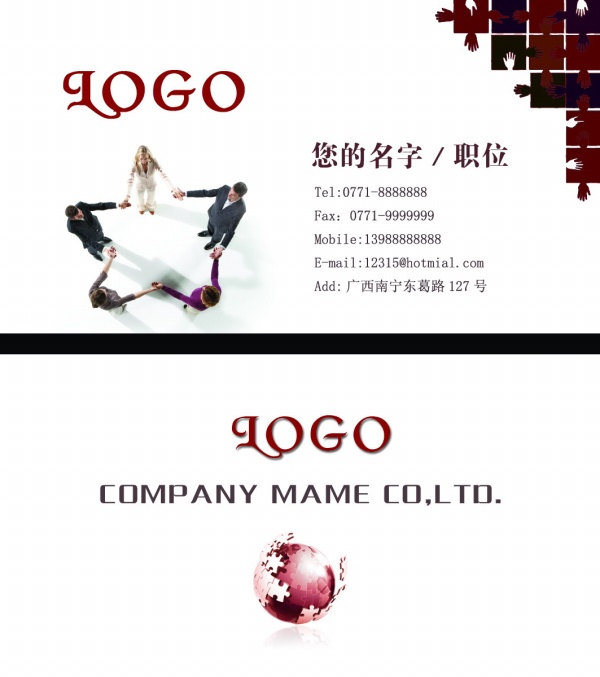 LOGO
您的名字 / 职位
Tel:0771-8888888
Fax: 0771-9999999
Mobile:13988888888
E-mail:12315@hotmial.com
Add: 广西南宁东葛路 127 号
LOGO
COMPANY MAME CO,LTD.